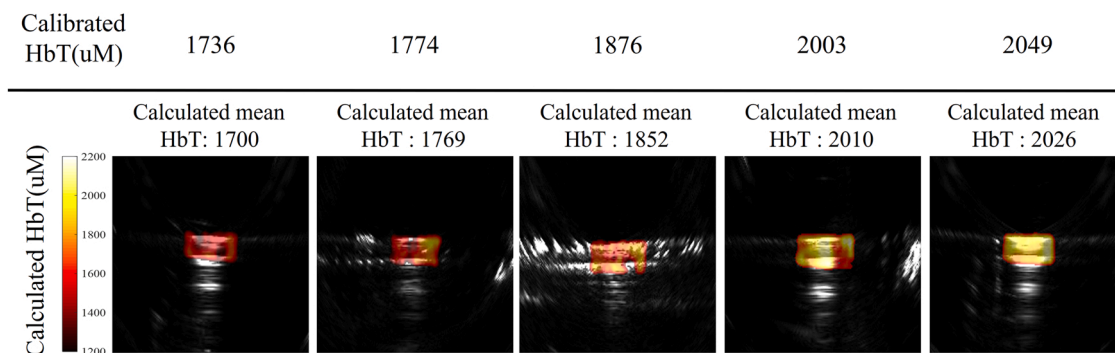 Calibrated
HbT(uM)
1736
1774
1876
2003
2049
Calculated mean
HbT: 1700
Calculated mean
HbT : 1769
Calculated mean
HbT : 1852
Calculated mean
HbT : 2010
Calculated mean
HbT : 2026
Calculated HbT(uM)
2200
2000
1800
1600
1400
1200